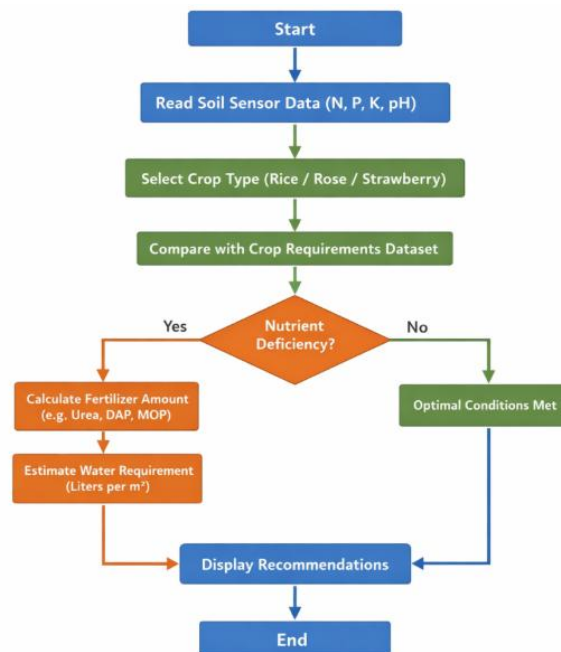 Start
Read Soil Sensor Data (N, P, K, pH)
Select Crop Type (Rice / Rose / Strawberry)
Compare with Crop Requirements Dataset
Nutrient
Deficiency?
Yes
No
Calculate Fertilizer Amount
(e.g. Urea, DAP, MOP)
Optimal Conditions Met
Estimate Water Requirement
(Liters per m²)
Display Recommendations
End